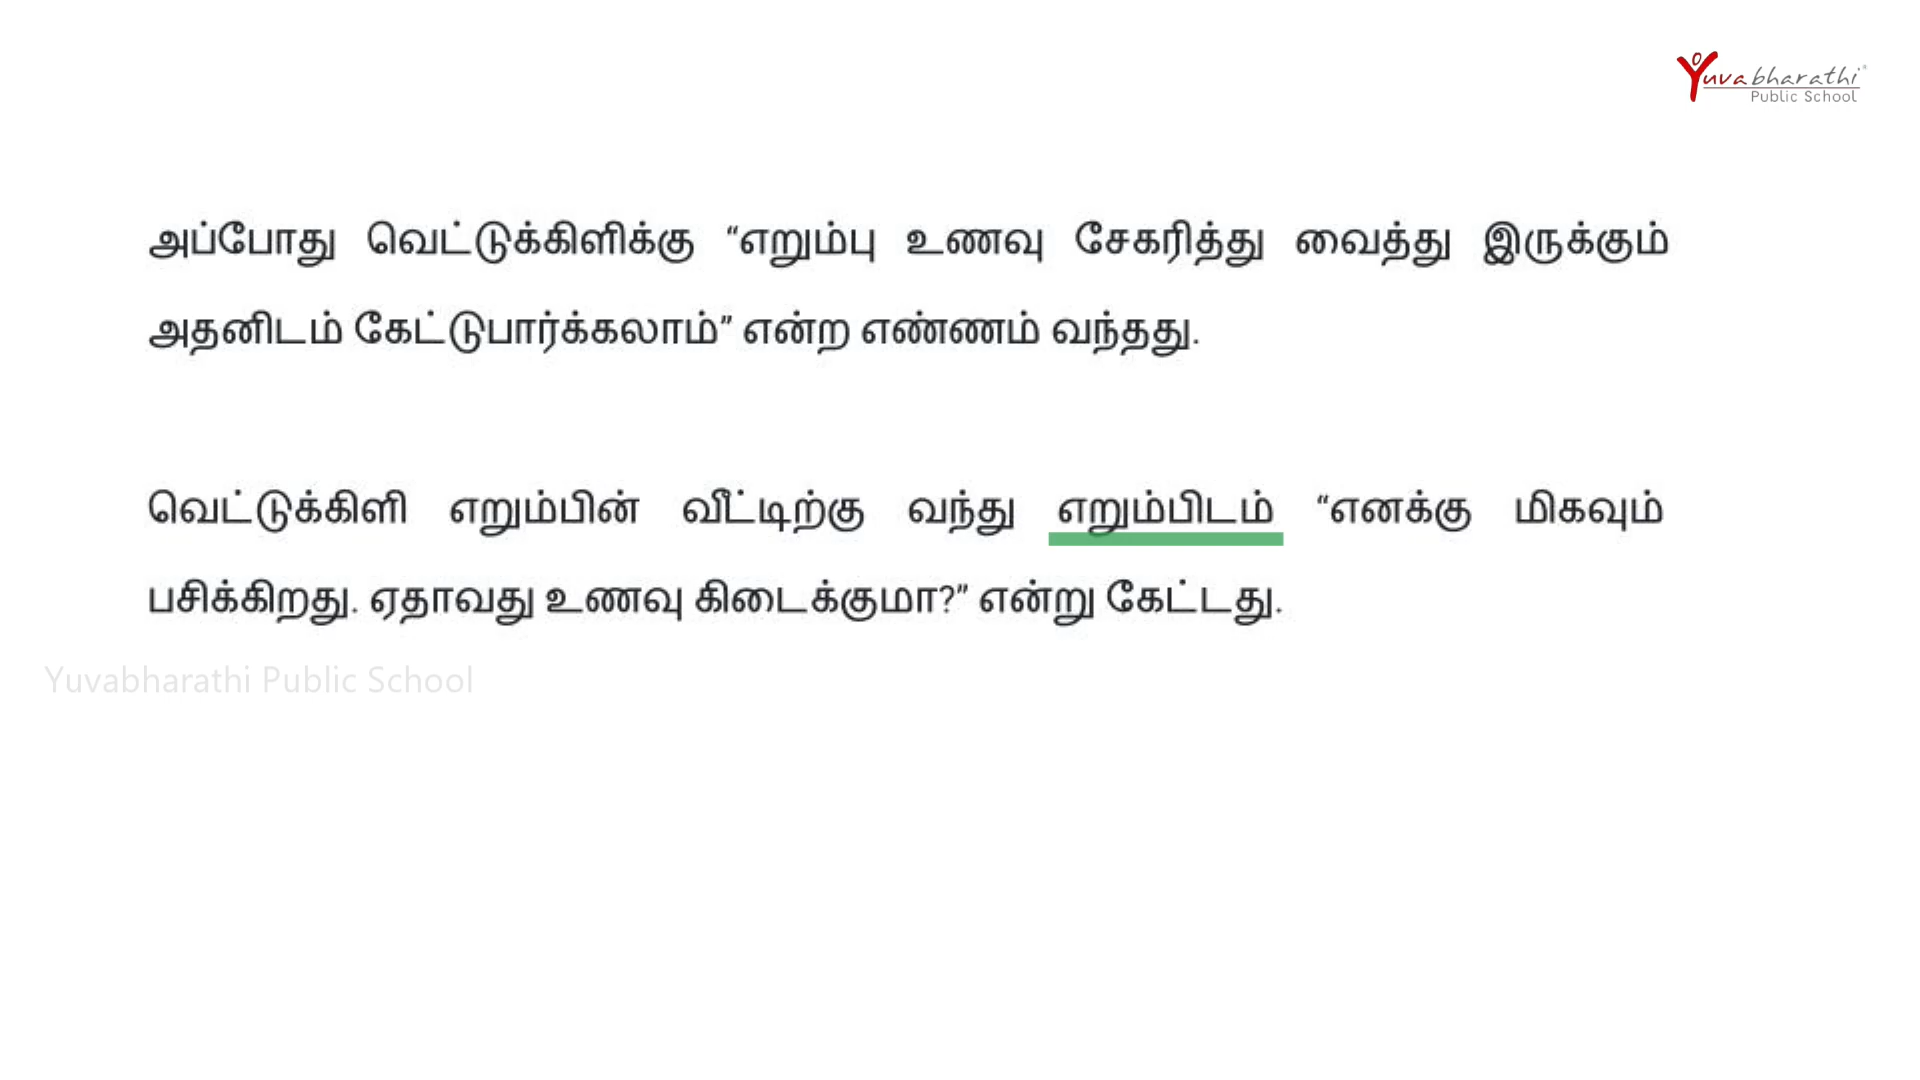 Yuvabharathi
Public School
அப்போது வெட்டுக்கிளிக்கு “எறும்பு உணவு சேகரித்து வைத்து இருக்கும்
அதனிடம் கேட்டுபார்க்கலாம்” என்ற எண்ணம் வந்தது.
வெட்டுக்கிளி எறும்பின் வீட்டிற்கு வந்து எறும்பிடம் “எனக்கு மிகவும்
பசிக்கிறது. ஏதாவது உணவு கிடைக்குமா?” என்று கேட்டது.
Yuvabharathi Public School